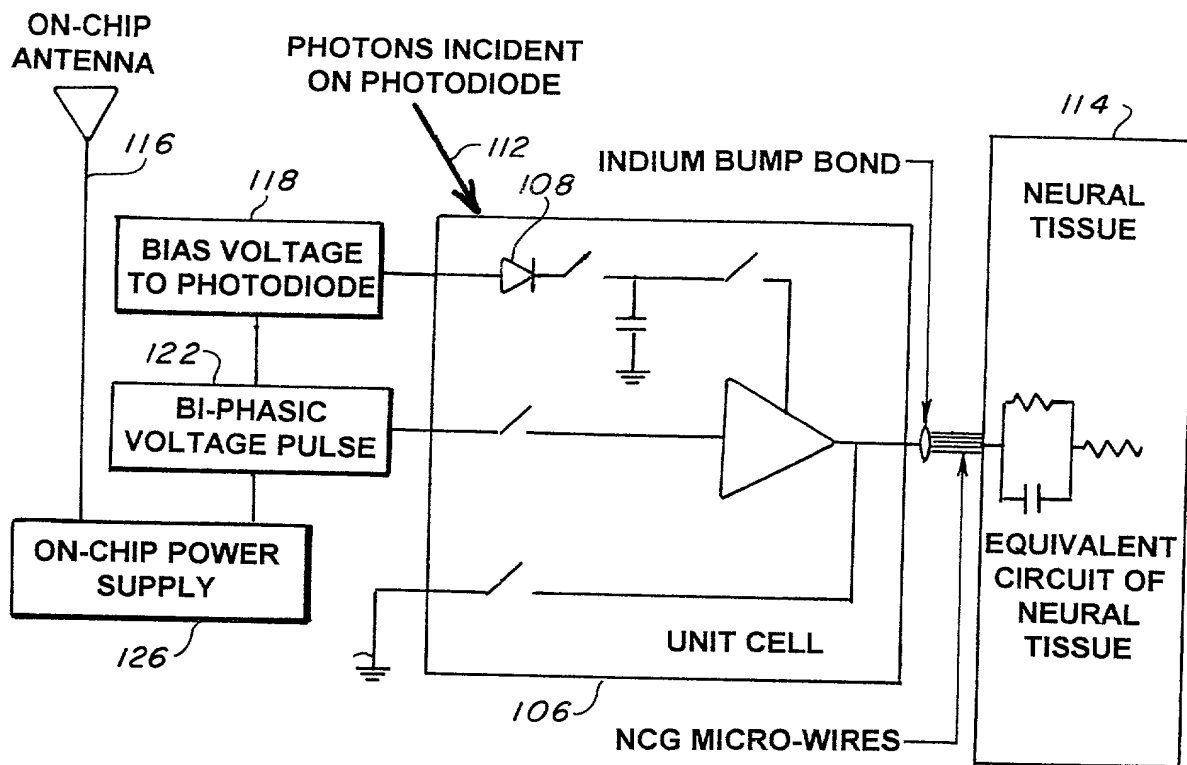 ON-CHIP
ANTENNA
116
PHOTONS INCIDENT
ON PHOTODIODE
112
108
118
BIAS VOLTAGE
TO PHOTODIODE
122
BI-PHASIC
VOLTAGE PULSE
ON-CHIP POWER
SUPPLY
126
UNIT CELL
106
INDIUM BUMP BOND
NCG MICRO-WIRES
114
NEURAL
TISSUE
EQUIVALENT
CIRCUIT OF
NEURAL
TISSUE